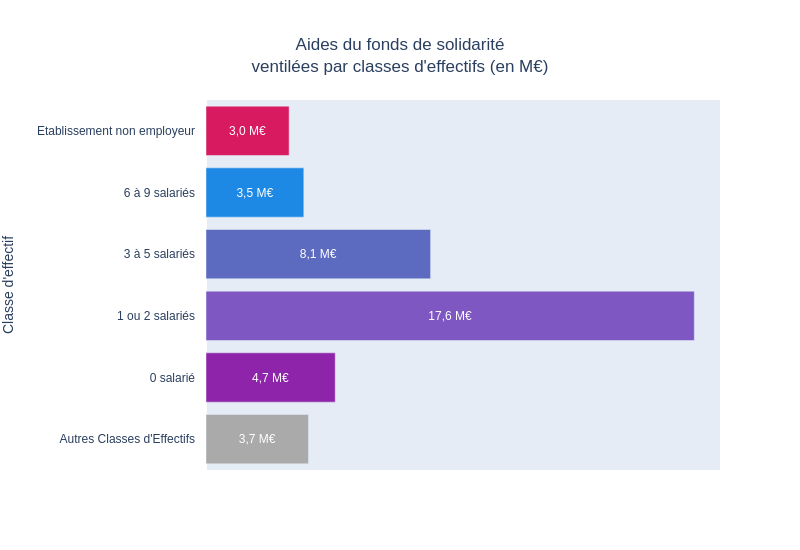 Aides du fonds de solidarité
ventilées par classes d'effectifs (en M€)
Classe d'effectif
Etablissement non employeur
3,0 M€
6 à 9 salariés
3,5 M€
3 à 5 salariés
8,1 M€
1 ou 2 salariés
17,6 M€
0 salarié
4,7 M€
Autres Classes d'Effectifs
3,7 M€